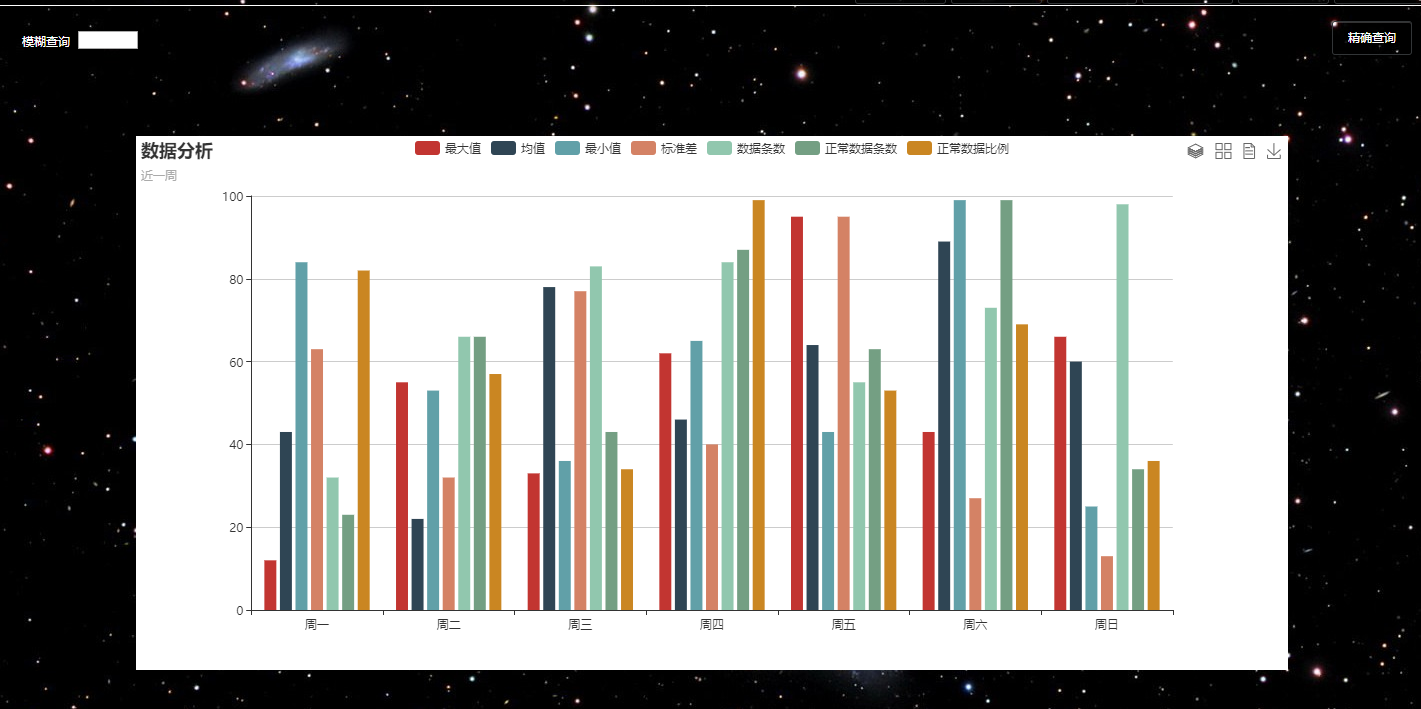 模糊查询
精确查询
数据分析
最大值 均值 最小值 标准差 数据条数 正常数据条数 正常数据比例
近一周
100
80
60
40
20
0
周一 周二 周三 周四 周五 周六 周日